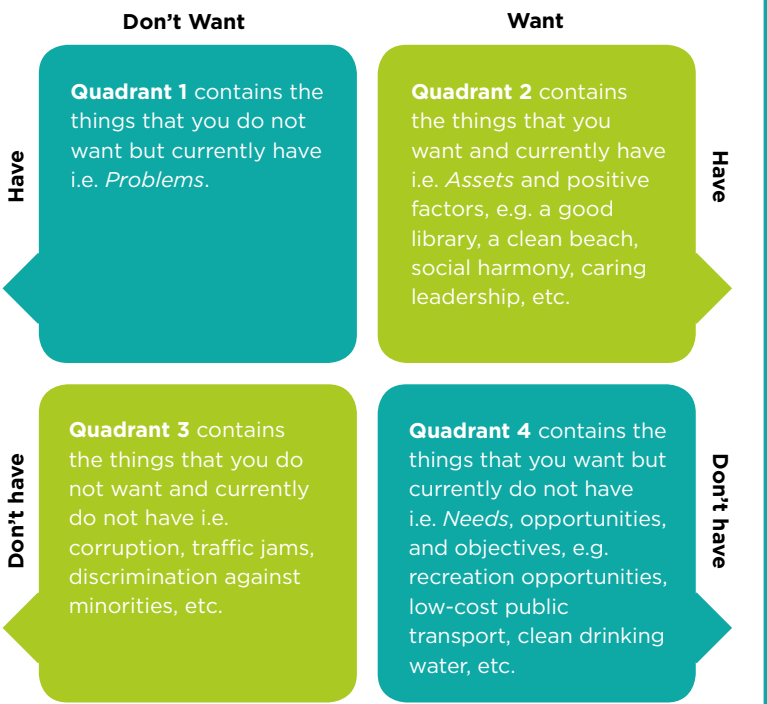 Don't Want
Want
Have
Quadrant 1 contains the
things that you do not
want but currently have
i.e. Problems.
Quadrant 2 contains
the things that you
want and currently have
i.e. Assets and positive
factors, e.g. a good
library, a clean beach,
social harmony, caring
leadership, etc.
Have
Don't have
Quadrant 3 contains
the things that you do
not want and currently
do not have i.e.
corruption, traffic jams,
discrimination against
minorities, etc.
Quadrant 4 contains the
things that you want but
currently do not have
i.e. Needs, opportunities,
and objectives, e.g.
recreation opportunities,
low-cost public
transport, clean drinking
water, etc.
Don't have